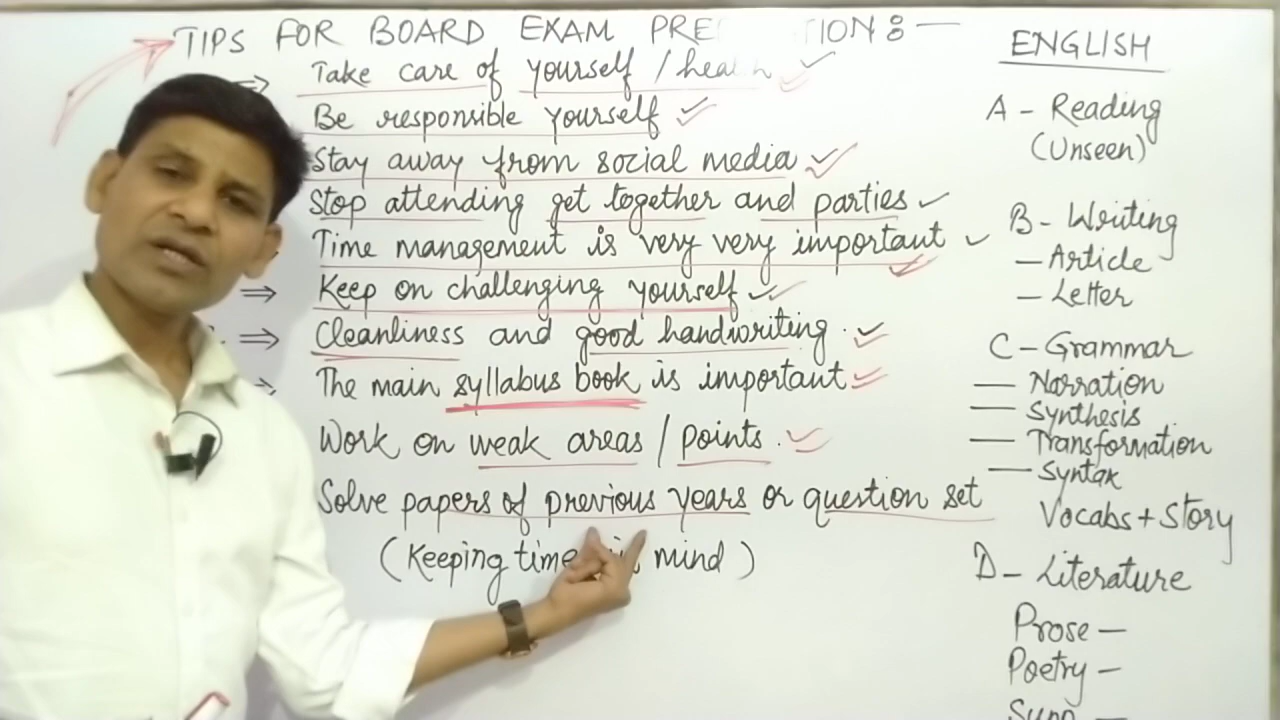 TIPS FOR BOARD EXAM PRE TION :-
⇒ Take care of yourself / health
Be responsible yourself
Stay away from social media
Stop attending get together and parties
Time management is very very important
⇒ Keep on challenging yourself
⇒ Cleanliness and good handwriting.
The main syllabus book is important
Work on weak areas / points.
Solve papers of previous years or question set
(Keeping time in mind)
ENGLISH
A - Reading
(Unseen)
B - Writing
- Article
- Letter
C - Grammar
- Narration
- Synthesis
- Transformation
- Syntax
Vocabs + Story
D - Literature
Prose -
Poetry -